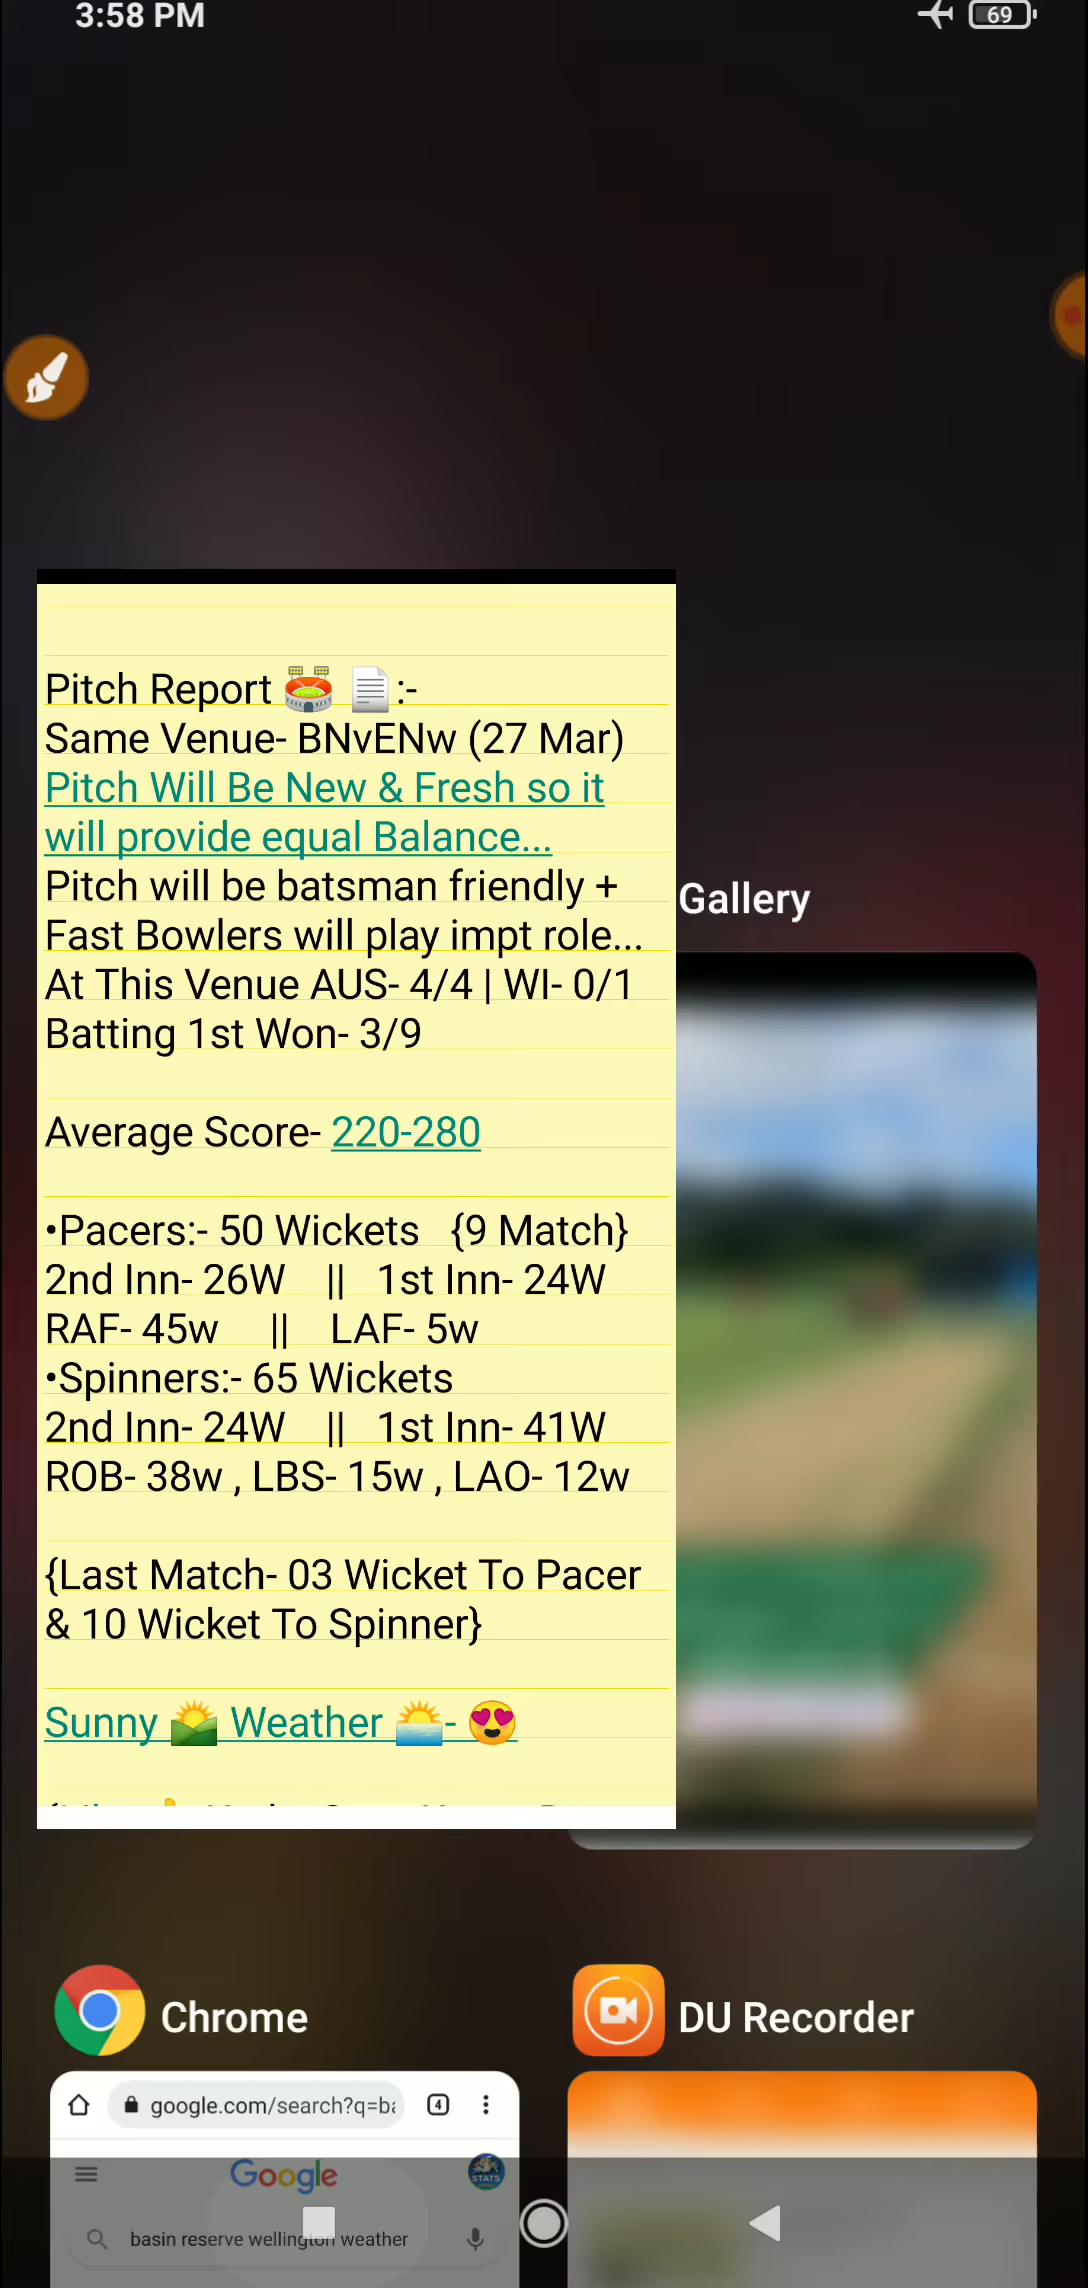 3:58 PM
69
Pitch Report 🏟️ 📄:-
Same Venue- BNvENw (27 Mar)
Pitch Will Be New & Fresh so it
will provide equal Balance...
Pitch will be batsman friendly +
Fast Bowlers will play impt role...
At This Venue AUS- 4/4 | WI- 0/1
Batting 1st Won- 3/9
Average Score- 220-280
•Pacers:- 50 Wickets {9 Match}
2nd Inn- 26W || 1st Inn- 24W
RAF- 45w || LAF- 5w
•Spinners:- 65 Wickets
2nd Inn- 24W || 1st Inn- 41W
ROB- 38w , LBS- 15w , LAO- 12w
{Last Match- 03 Wicket To Pacer
& 10 Wicket To Spinner}
Sunny 🌄 Weather 🌅- 😍
Gallery
Chrome
DU Recorder
google.com/search?q=ba
4
Google
STATS
basin reserve wellington weather